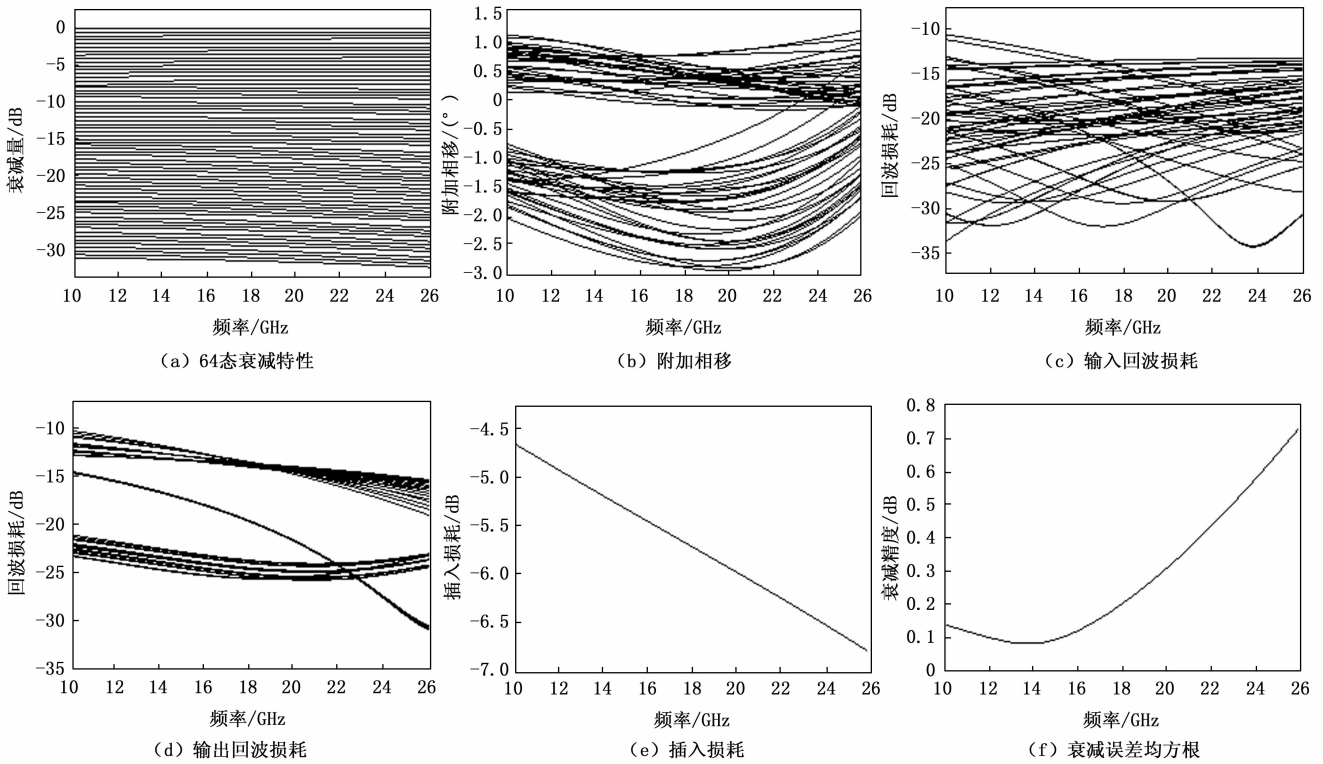 0
-5
-10
-15
-20
-25
-30
衰减量/dB
10 12 14 16 18 20 22 24 26
频率/GHz
(a)64态衰减特性
1.5
1.0
0.5
0
-0.5
-1.0
-1.5
-2.0
-2.5
-3.0
附加相移/(°)
10 12 14 16 18 20 22 24 26
频率/GHz
(b)附加相移
-10
-15
-20
-25
-30
-35
回波损耗/dB
10 12 14 16 18 20 22 24 26
频率/GHz
(c)输入回波损耗
-10
-15
-20
-25
-30
-35
回波损耗/dB
10 12 14 16 18 20 22 24 26
频率/GHz
(d)输出回波损耗
-4.5
-5.0
-5.5
-6.0
-6.5
-7.0
插入损耗/dB
10 12 14 16 18 20 22 24 26
频率/GHz
(e)插入损耗
0.8
0.7
0.6
0.5
0.4
0.3
0.2
0.1
0
衰减精度/dB
10 12 14 16 18 20 22 24 26
频率/GHz
(f)衰减误差均方根